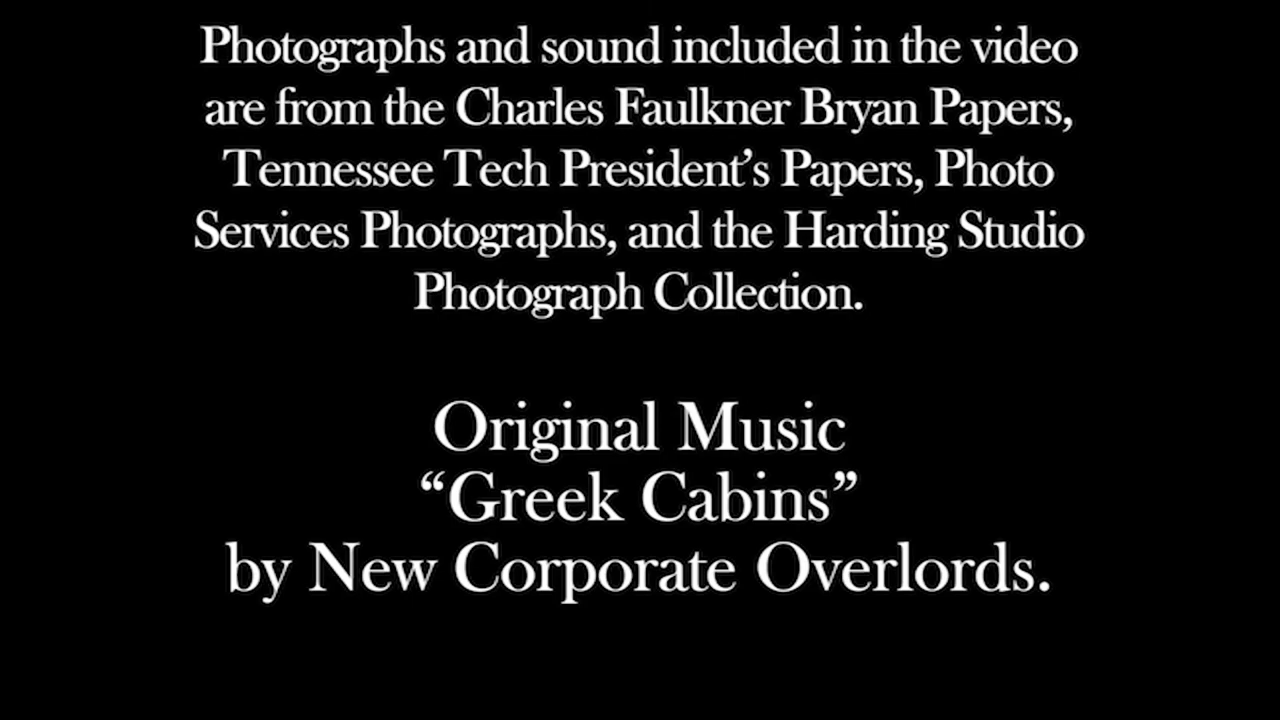 Photographs and sound included in the video
are from the Charles Faulkner Bryan Papers,
Tennessee Tech President’s Papers, Photo
Services Photographs, and the Harding Studio
Photograph Collection.
Original Music
“Greek Cabins”
by New Corporate Overlords.